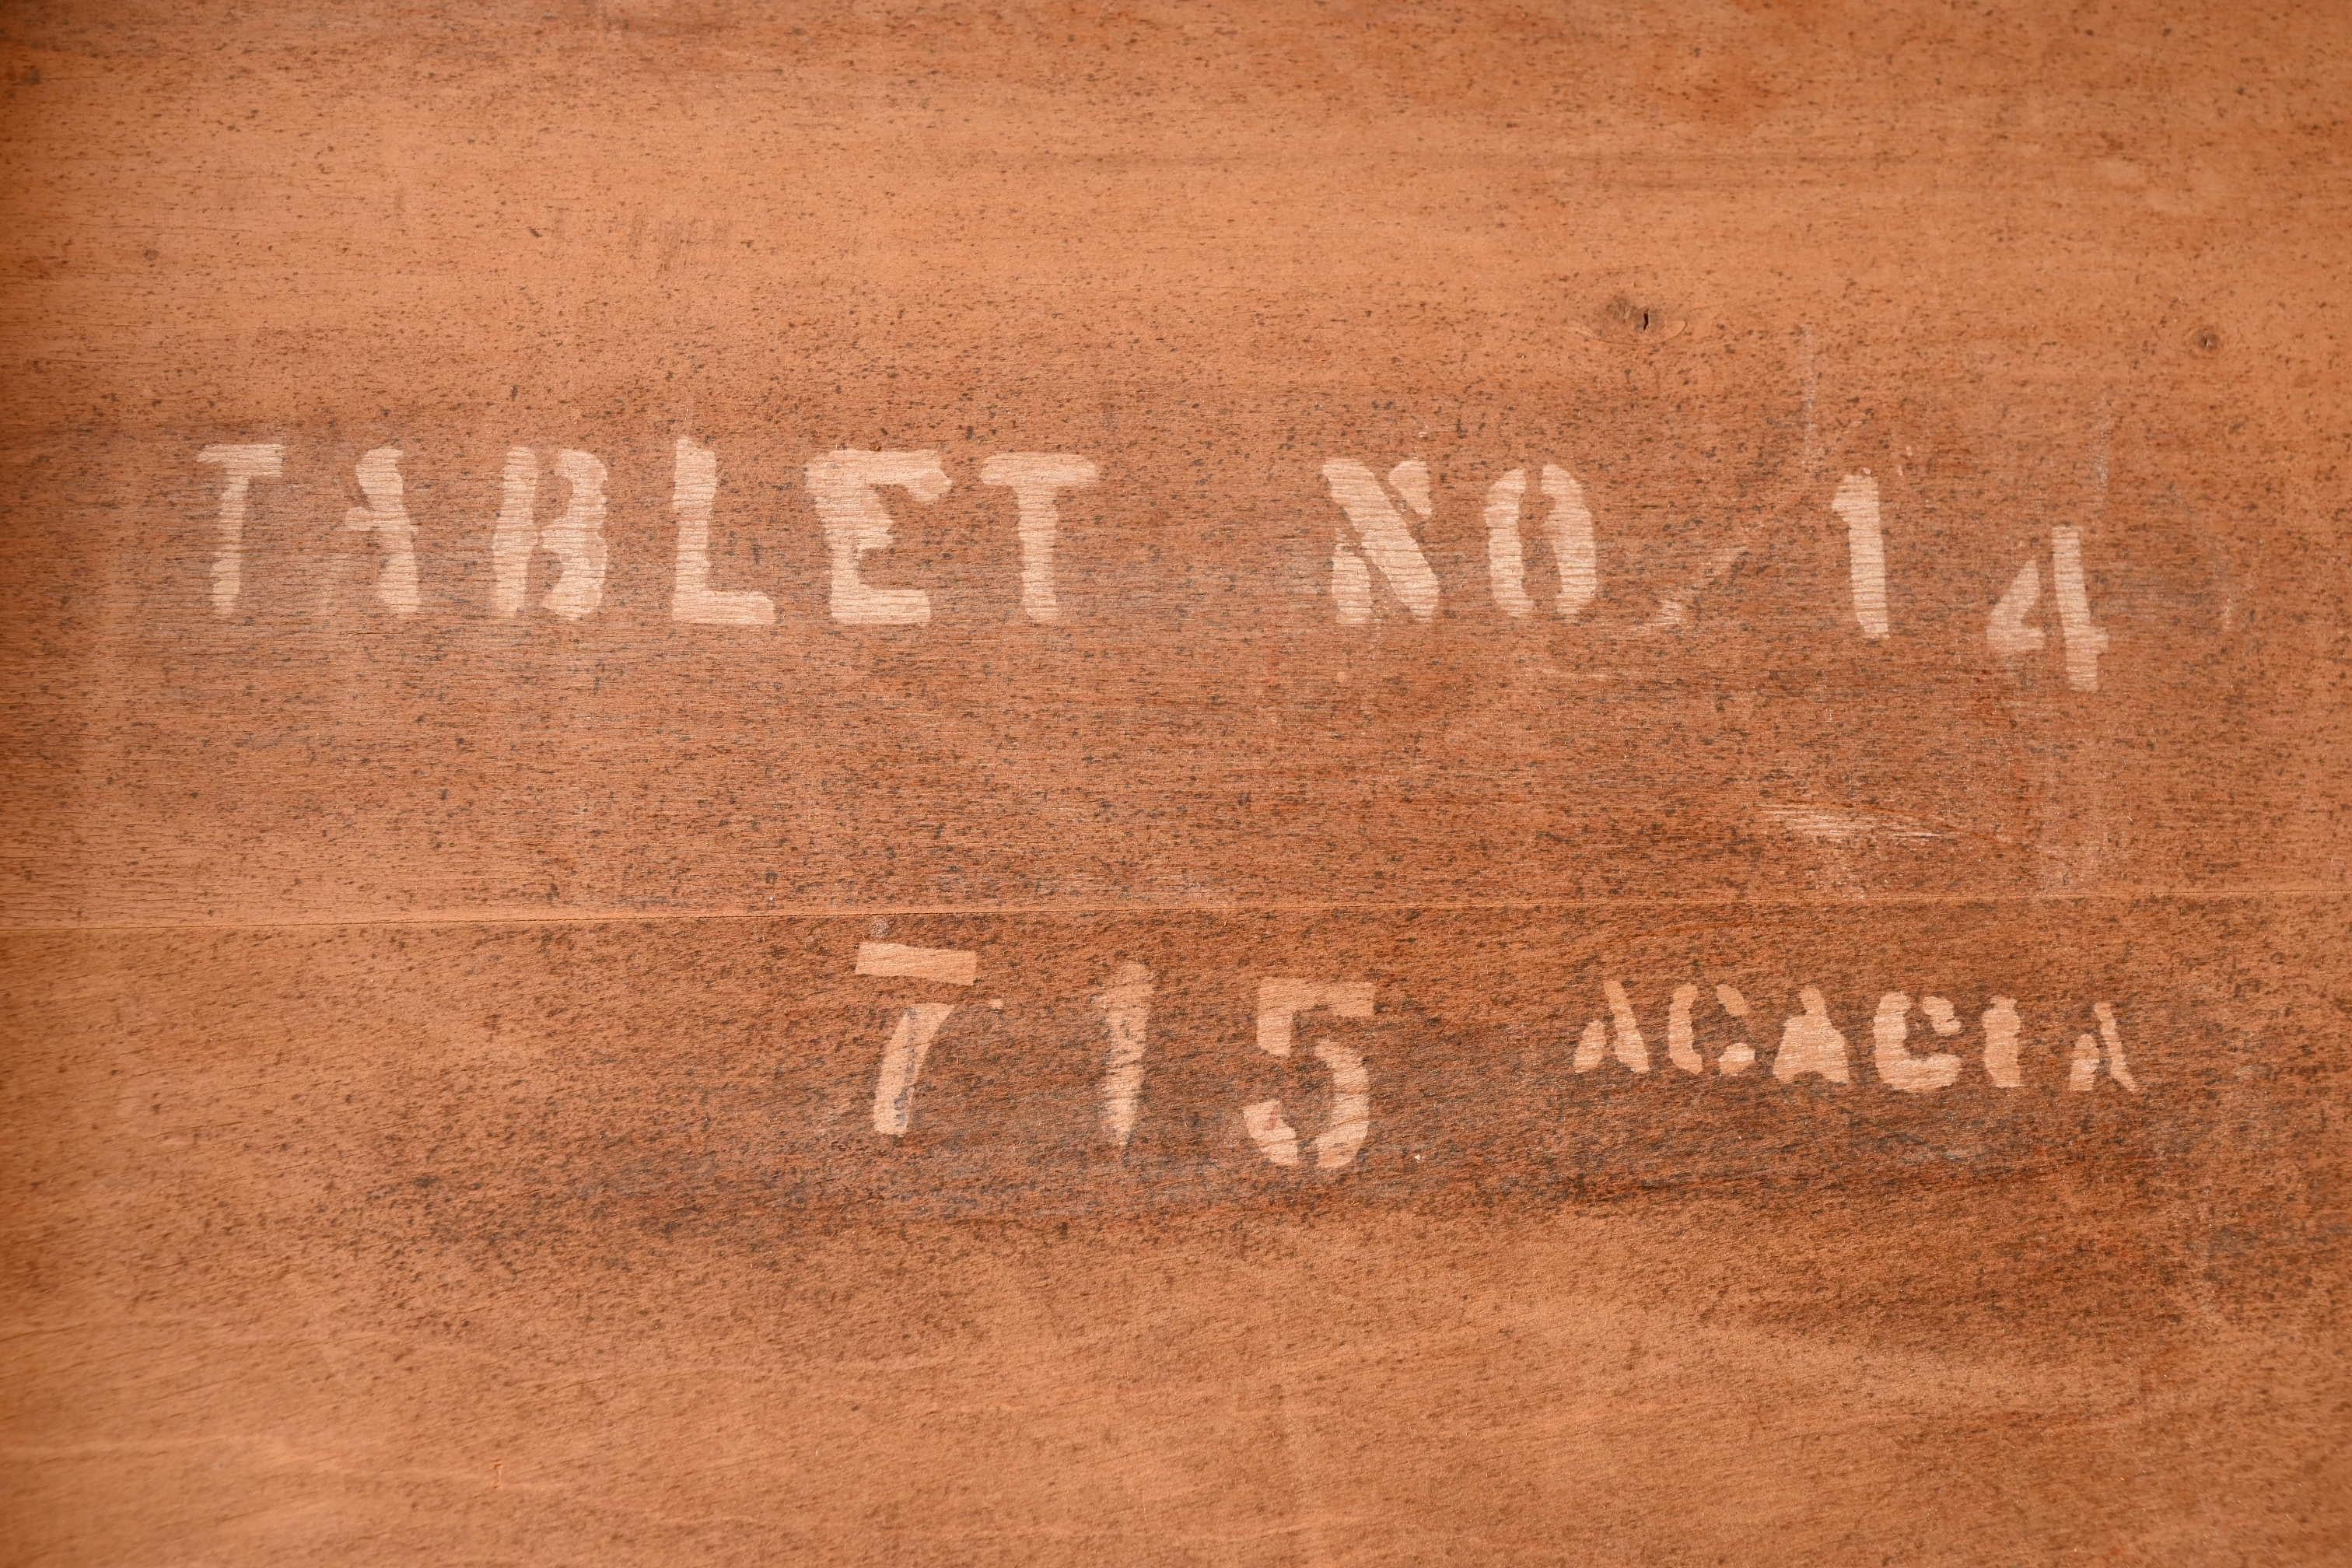 TABLET NO. 14
715 ACACIA